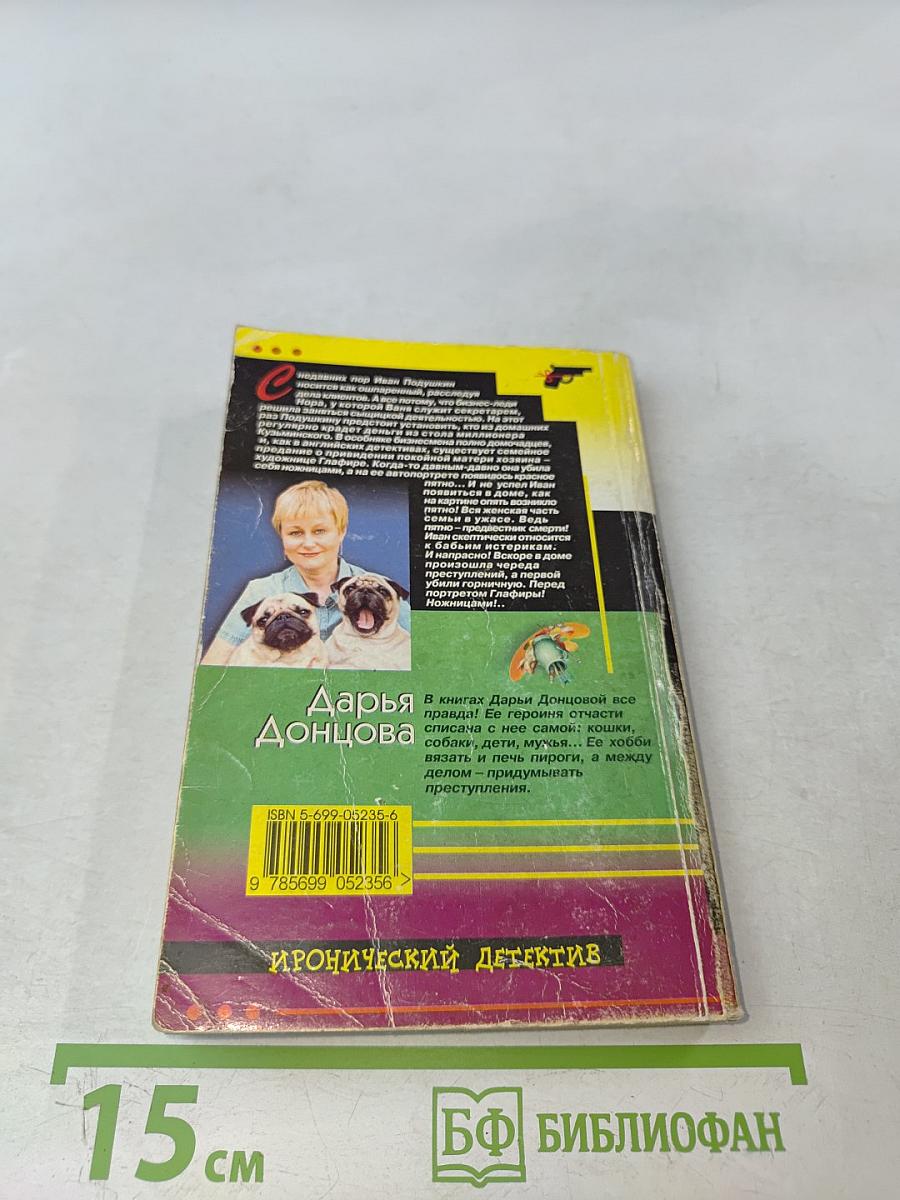 С недавних пор Иван Подушкин
носится как ошпаренный, расследуя
дела клиентов. А все потому, что бизнес-леди
Нора, у которой Ваня служит секретарем,
решила заняться сыщицкой деятельностью. На этот
раз Подушкину предстоит установить, кто из домашних
регулярно крадет деньги из стола миллионера
Кузьминского. В особняке бизнесмена полно домочадцев,
и, как в английских детективах, существует семейное
предание о привидении покойной матери хозяина –
художнице Глафире. Когда-то давным-давно она убила
себя ножницами, а на ее автопортрете появилось красное
пятно... И не успел Иван
появиться в доме, как
на картине опять возникло
пятно! Вся женская часть
семьи в ужасе. Ведь
пятно – предвестник смерти!
Иван скептически относится
к бабьим истерикам.
И напрасно! Вскоре в доме
произошла череда
преступлений, а первой
убили горничную. Перед
портретом Глафиры!
Ножницами!..
Дарья
Донцова
В книгах Дарьи Донцовой все
правда! Ее героиня отчасти
списана с нее самой: кошки,
собаки, дети, мужья... Ее хобби
вязать и печь пироги, а между
делом – придумывать
преступления.
ISBN 5-699-05235-6
9 785699 052356 >
ИРОНИЧЕСКИЙ ДЕТЕКТИВ
15 см
БФ БИБЛИОФАН